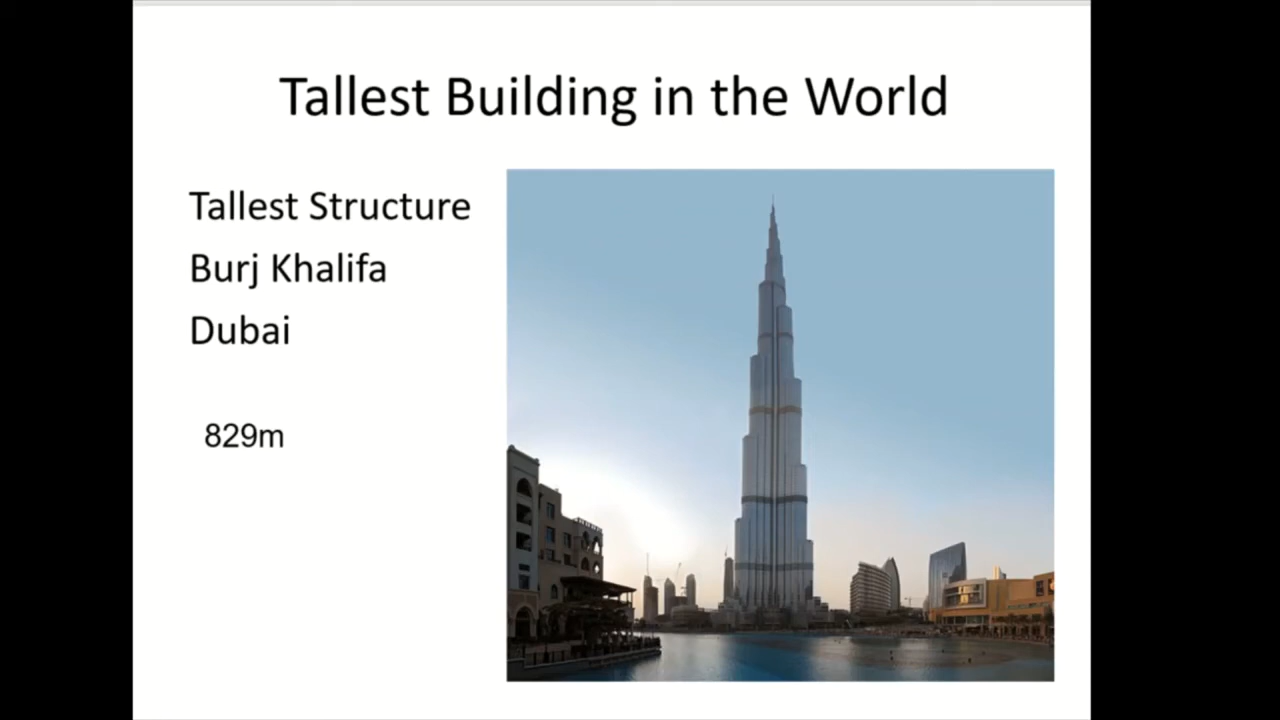 Tallest Building in the World
Tallest Structure
Burj Khalifa
Dubai
829m